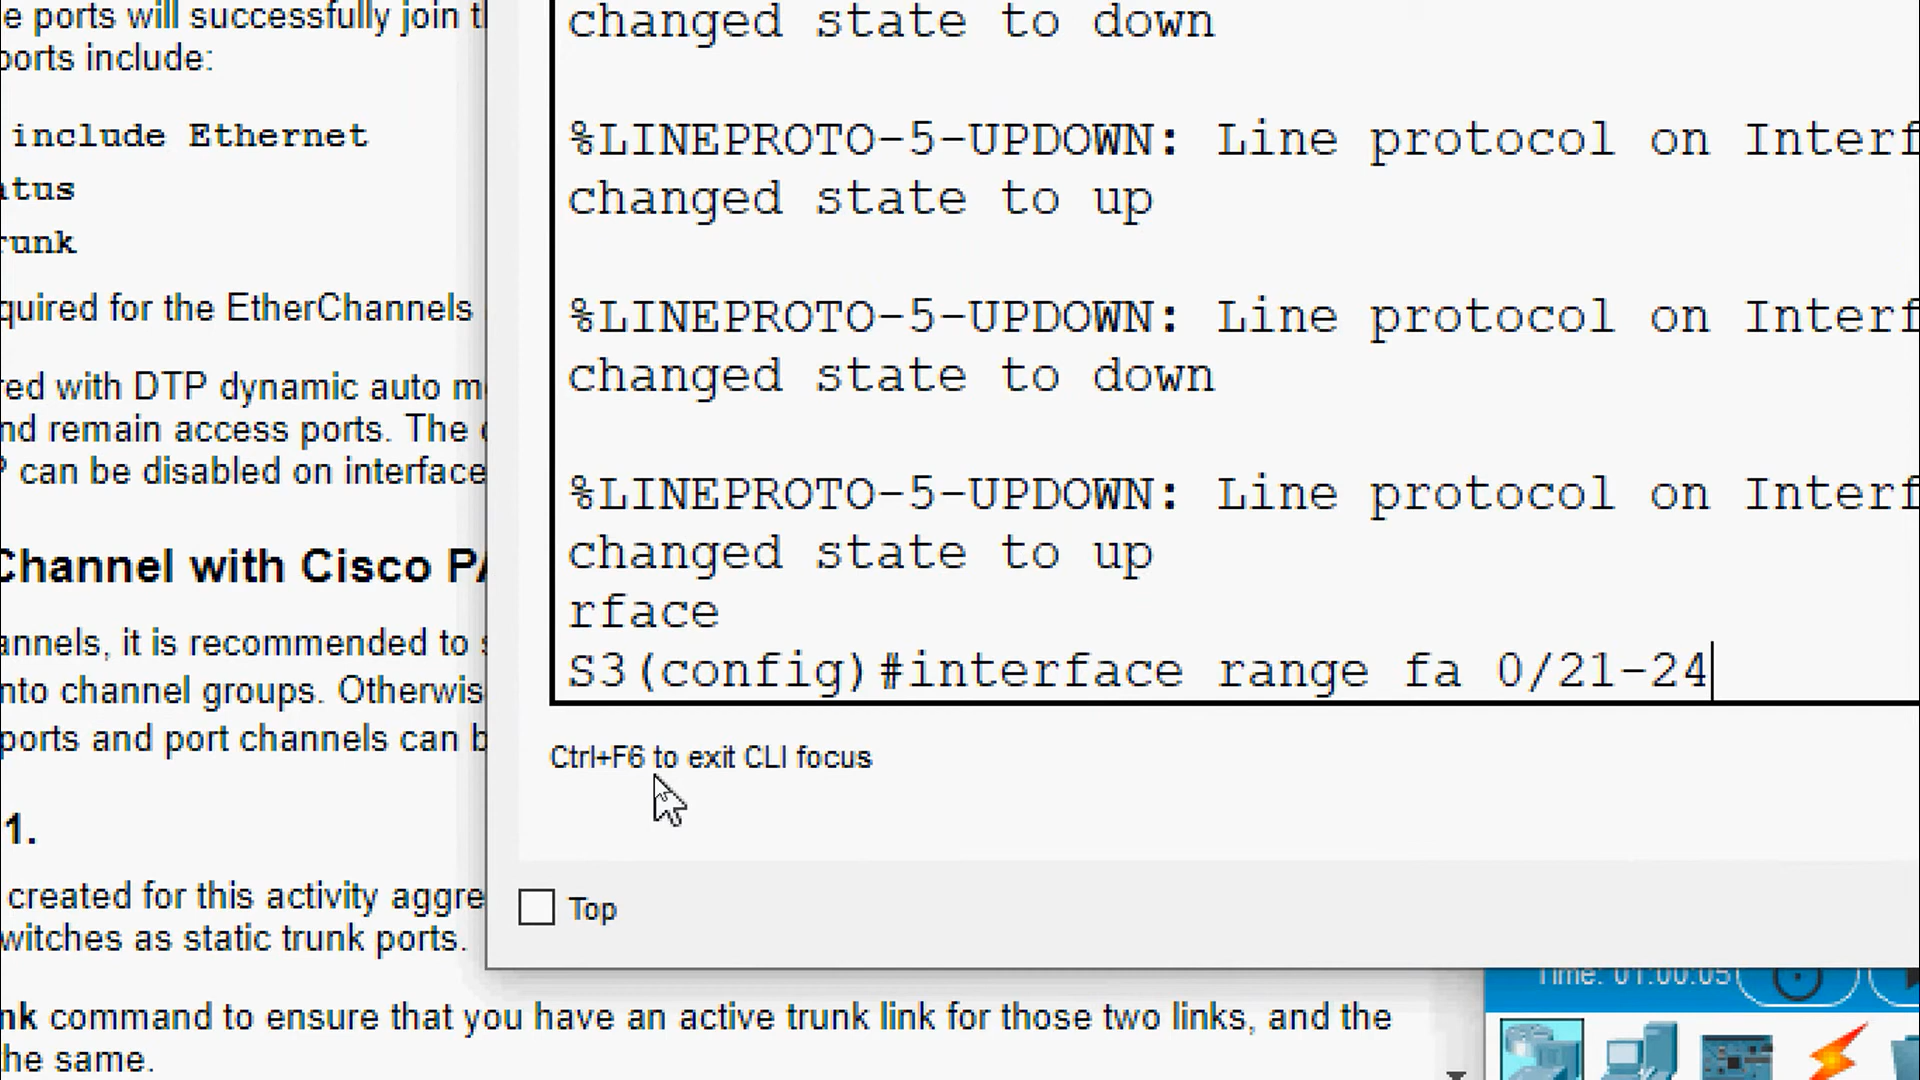 e ports will successfully join t
ports include:
include Ethernet
atus
runk
quired for the EtherChannels
red with DTP dynamic auto m
nd remain access ports. The
P can be disabled on interface
Channel with Cisco PA
annels, it is recommended to s
nto channel groups. Otherwis
ports and port channels can b
1.
created for this activity aggre
witches as static trunk ports.
nk command to ensure that you have an active trunk link for those two links, and the
the same.
changed state to down
%LINEPROTO-5-UPDOWN: Line protocol on Interf
changed state to up
%LINEPROTO-5-UPDOWN: Line protocol on Interf
changed state to down
%LINEPROTO-5-UPDOWN: Line protocol on Interf
changed state to up
rface
S3(config)#interface range fa 0/21-24
Ctrl+F6 to exit CLI focus
Top
Time: 01:00:05